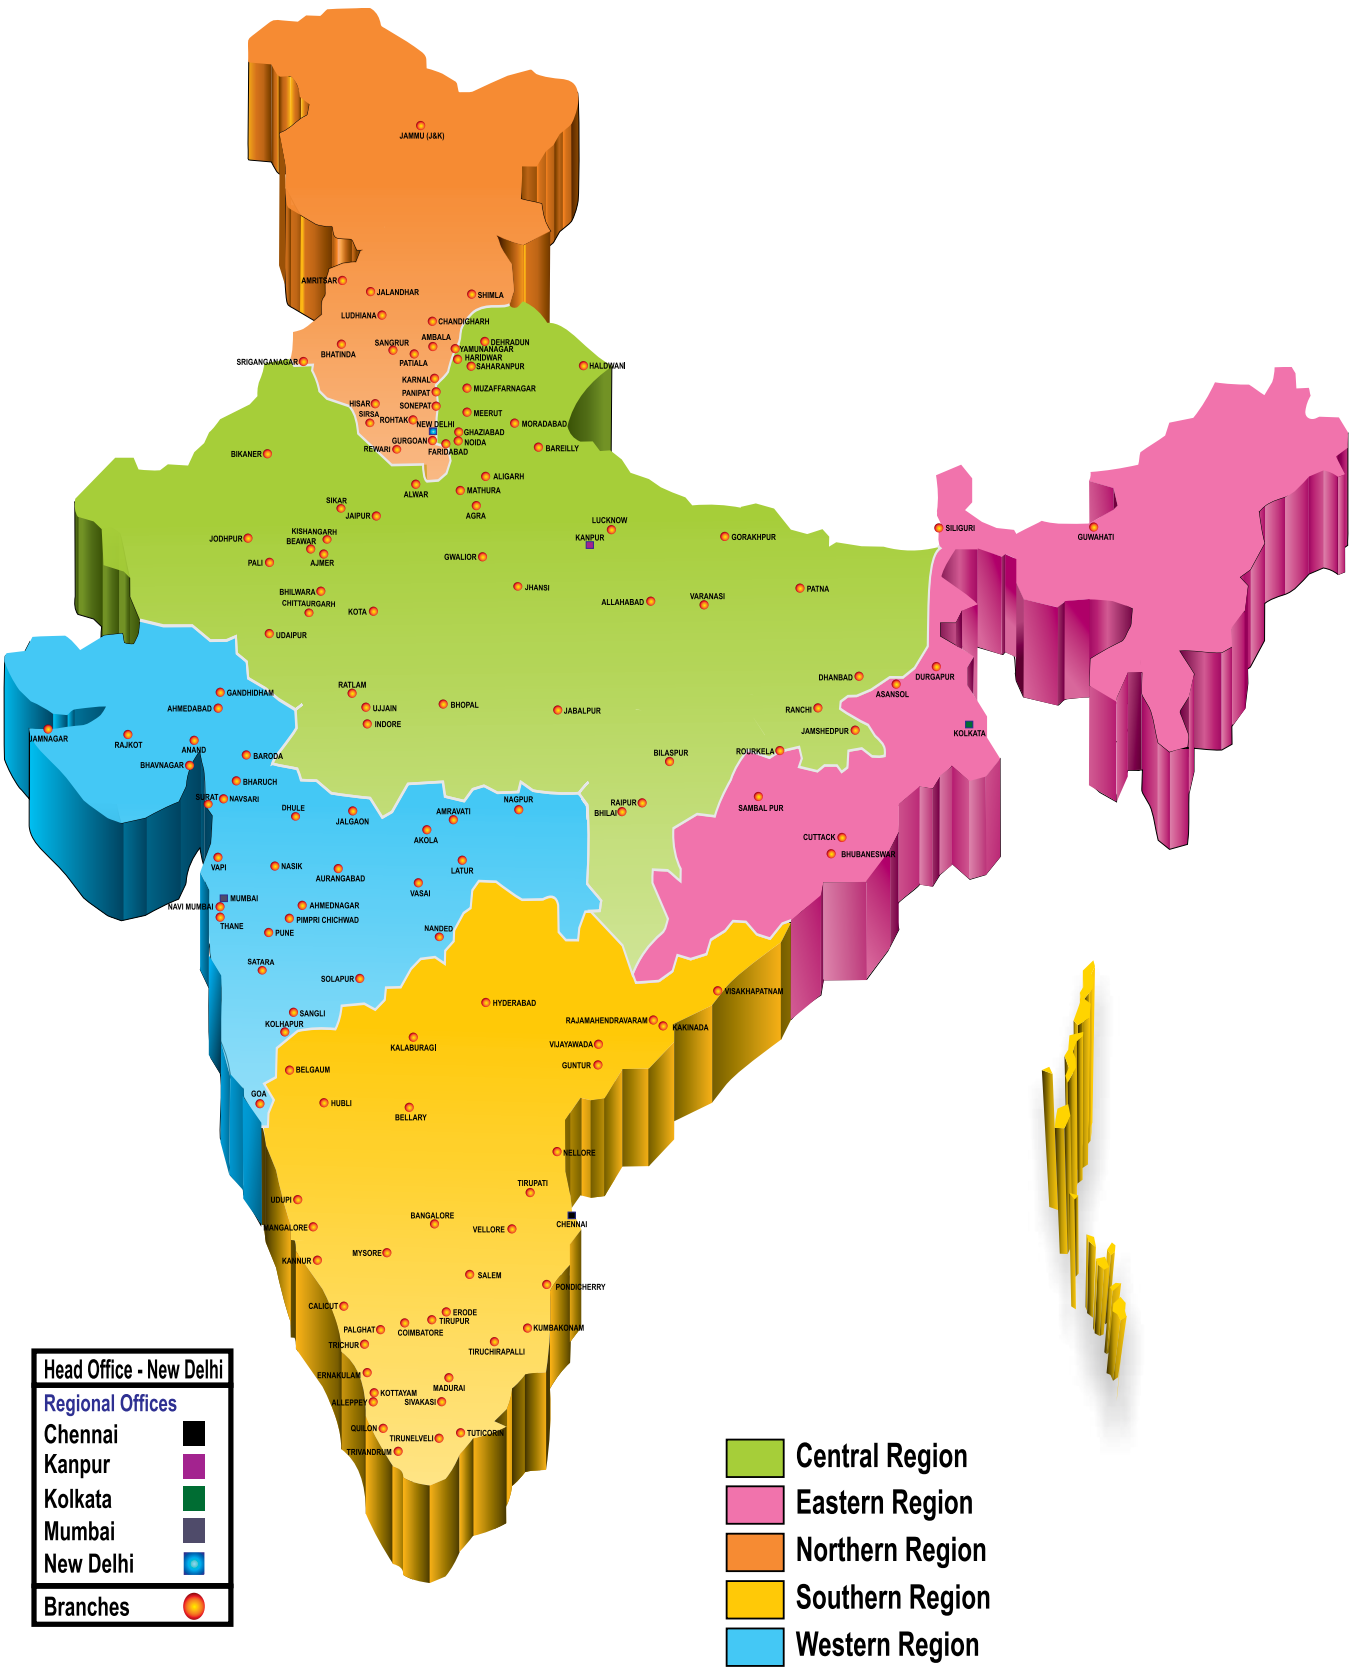 JAMMU (J&K)
AMRITSAR
JALANDHAR
SHIMLA
LUDHIANA
CHANDIGHARH
AMBALA
SANGRUR
DEHRADUN
BHATINDA
PATIALA
YAMUNANAGAR
HARIDWAR
SRIGANGANAGAR
SAHARANPUR
HALDWANI
KARNAL
PANIPAT
MUZAFFARNAGAR
HISAR
SONEPAT
SIRSA
ROHTAK
MEERUT
NEW DELHI
MORADABAD
GHAZIABAD
GURGOAN
NOIDA
REWARI
FARIDABAD
BAREILLY
BIKANER
ALIGARH
ALWAR
MATHURA
SIKAR
JAIPUR
AGRA
LUCKNOW
SILIGURI
GUWAHATI
KISHANGARH
JODHPUR
BEAWAR
KANPUR
GORAKHPUR
PALI
AJMER
GWALIOR
BHILWARA
JHANSI
PATNA
CHITTAURGARH
KOTA
ALLAHABAD
VARANASI
UDAIPUR
DHANBAD
DURGAPUR
RATLAM
ASANSOL
GANDHIDHAM
AHMEDABAD
UJJAIN
BHOPAL
JABALPUR
RANCHI
INDORE
JAMSHEDPUR
KOLKATA
JAMNAGAR
RAJKOT
ANAND
BARODA
BILASPUR
ROURKELA
BHAVNAGAR
BHARUCH
SURAT
NAVSARI
DHULE
JALGAON
AMRAVATI
NAGPUR
RAIPUR
BHILAI
SAMBAL PUR
AKOLA
CUTTACK
BHUBANESWAR
VAPI
NASIK
AURANGABAD
LATUR
VASAI
MUMBAI
NAVI MUMBAI
AHMEDNAGAR
THANE
PIMPRI CHICHWAD
PUNE
NANDED
SATARA
SOLAPUR
VISAKHAPATNAM
HYDERABAD
SANGLI
KOLHAPUR
RAJAMAHENDRAVARAM
KAKINADA
KALABURAGI
VIJAYAWADA
GUNTUR
BELGAUM
GOA
HUBLI
BELLARY
NELLORE
TIRUPATI
UDUPI
BANGALORE
MANGALORE
VELLORE
CHENNAI
KANNUR
MYSORE
SALEM
PONDICHERRY
CALICUT
ERODE
TIRUPUR
PALGHAT
COIMBATORE
KUMBAKONAM
TRICHUR
TIRUCHIRAPALLI
ERNAKULAM
MADURAI
KOTTAYAM
ALLEPPEY
SIVAKASI
QUILON
TIRUNELVELI
TUTICORIN
TRIVANDRUM
Head Office - New Delhi
Regional Offices
Chennai
Kanpur
Kolkata
Mumbai
New Delhi
Branches
Central Region
Eastern Region
Northern Region
Southern Region
Western Region